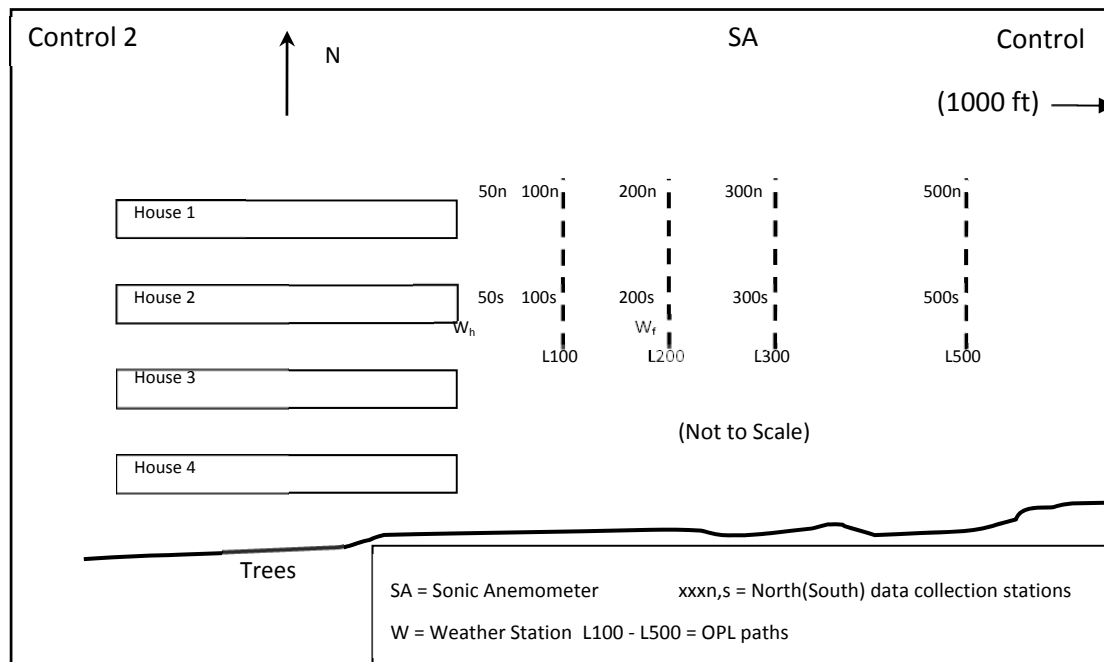 Control 2
N
SA
Control
(1000 ft)
50n 100n 200n 300n 500n
House 1
House 2
50s 100s 200s 300s 500s
Wh Wf
L100 L200 L300 L500
House 3
(Not to Scale)
House 4
Trees
SA = Sonic Anemometer xxxn,s = North(South) data collection stations
W = Weather Station L100 - L500 = OPL paths